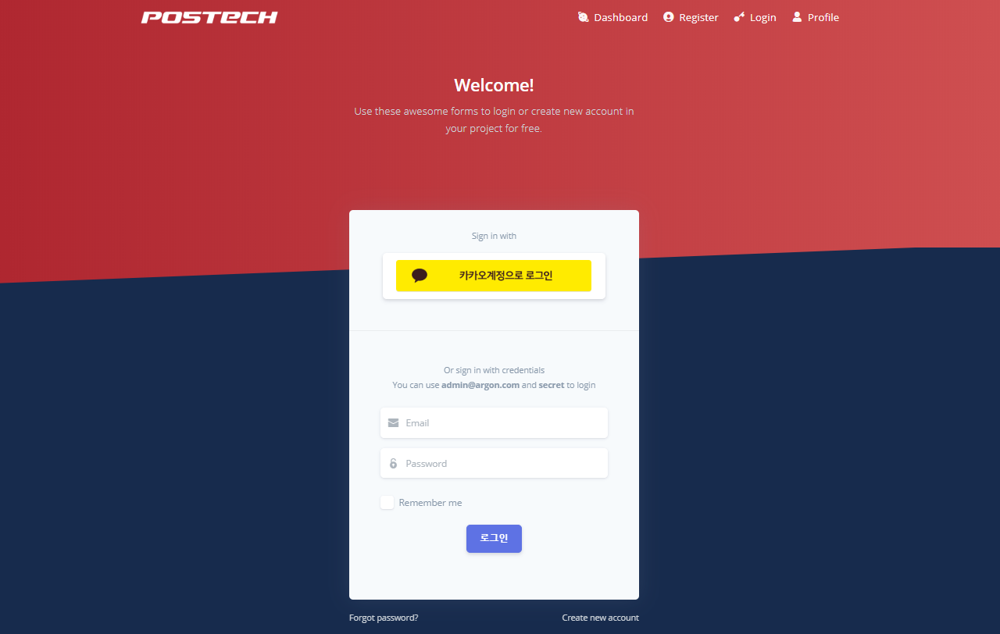 POSTECH
Dashboard
Register
Login
Profile
Welcome!
Use these awesome forms to login or create new account in
your project for free.
Sign in with
카카오계정으로 로그인
Or sign in with credentials
You can use admin@argon.com and secret to login
Email
Password
Remember me
로그인
Forgot password?
Create new account